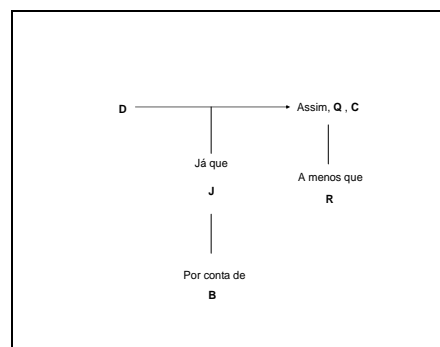 D Assim, Q , C
Já que
J
A menos que
R
Por conta de
B